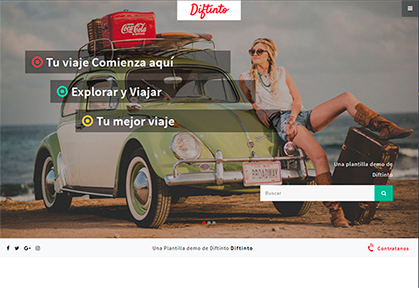 Diftinto
Coca-Cola
Tu viaje Comienza aquí
Explorar y Viajar
Tu mejor viaje
BROADWAY
Una plantilla demo de
Diftinto
Buscar
Una Plantilla demo de Diftinto Diftinto
Contratanos